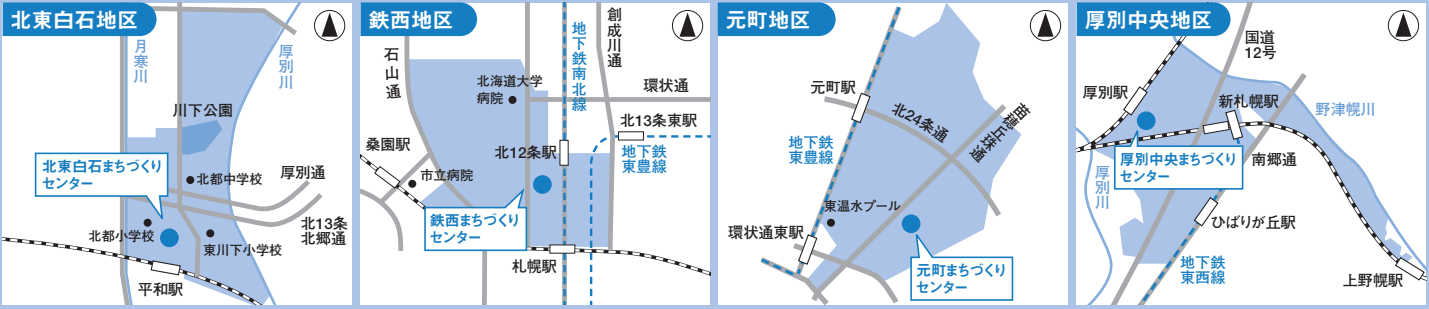 北東白石地区
月寒川
厚別川
川下公園
北東白石まちづくり
センター
北都中学校
厚別通
北13条
北郷通
北都小学校
東川下小学校
平和駅
鉄西地区
石山通
地下鉄南北線
創成川通
北海道大学
病院
環状通
北13条東駅
地下鉄
東豊線
桑園駅
北12条駅
市立病院
鉄西まちづくり
センター
札幌駅
元町地区
元町駅
北24条通
苗穂丘珠通
地下鉄
東豊線
東温水プール
環状通東駅
元町まちづくり
センター
厚別中央地区
国道
12号
厚別駅
新札幌駅
野津幌川
厚別中央まちづくり
センター
南郷通
厚別川
ひばりが丘駅
地下鉄
東西線
上野幌駅